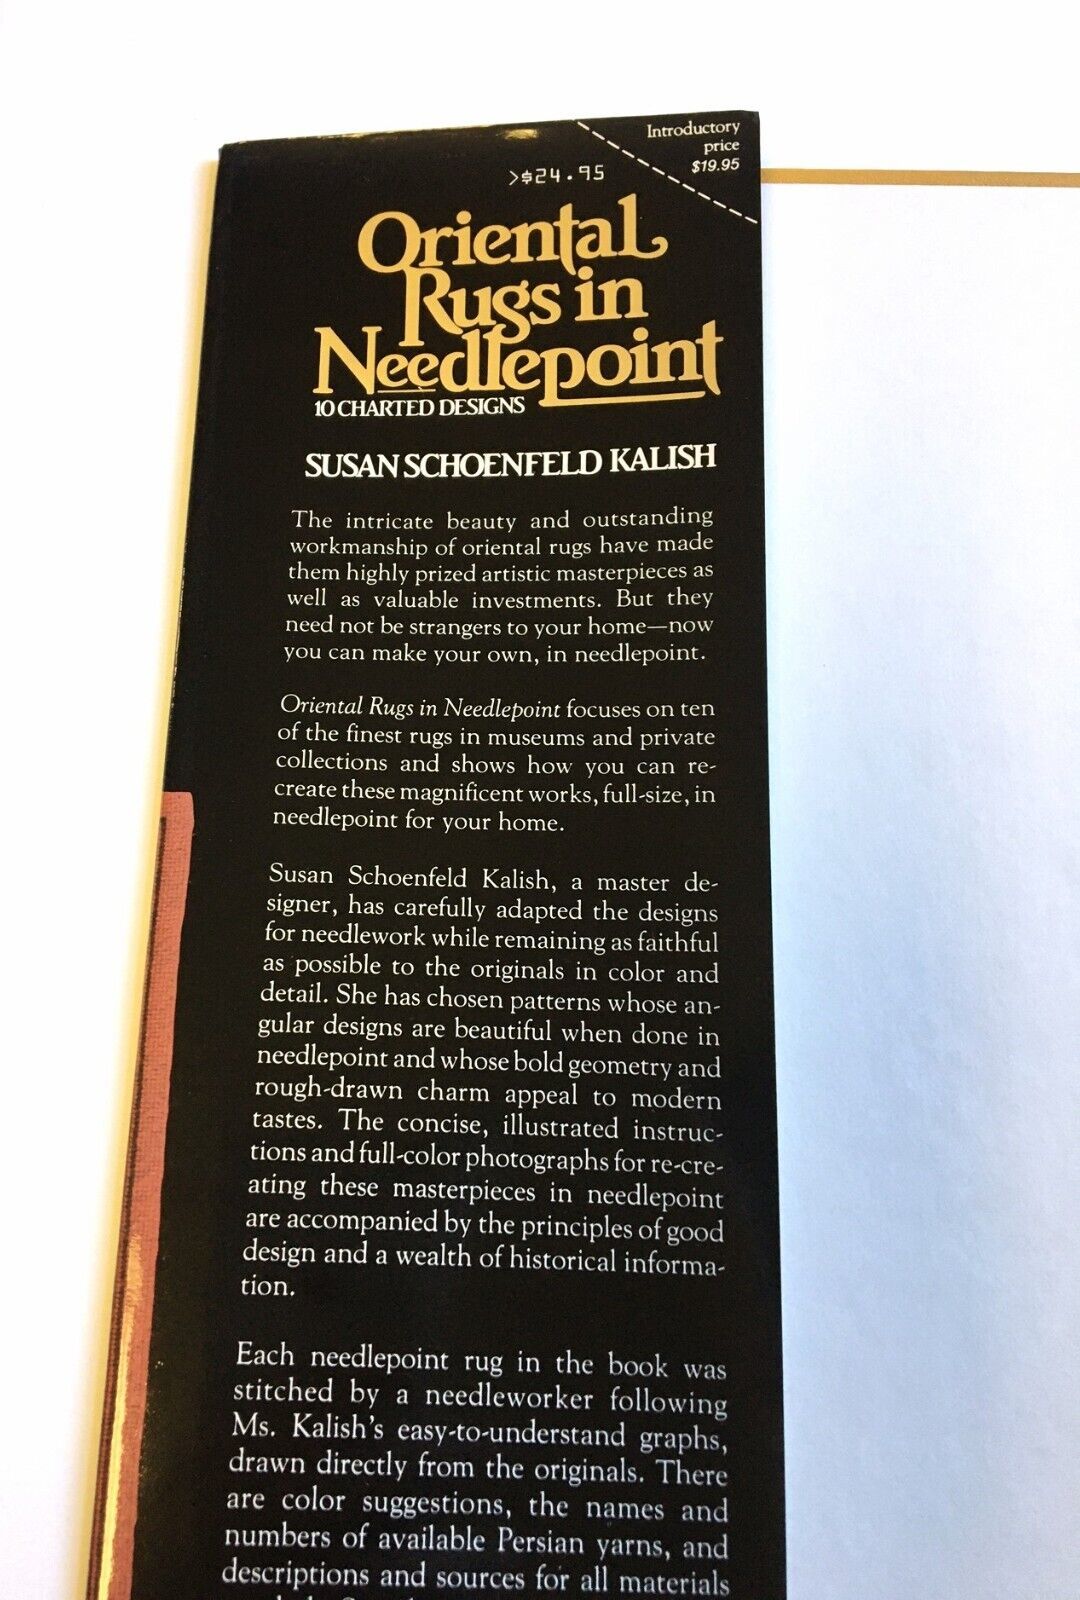 Introductory
price
$19.95
>$24.95
Oriental
Rugs in
Needlepoint
10 CHARTED DESIGNS
SUSAN SCHOENFELD KALISH
The intricate beauty and outstanding
workmanship of oriental rugs have made
them highly prized artistic masterpieces as
well as valuable investments. But they
need not be strangers to your home—now
you can make your own, in needlepoint.
Oriental Rugs in Needlepoint focuses on ten
of the finest rugs in museums and private
collections and shows how you can re-
create these magnificent works, full-size, in
needlepoint for your home.
Susan Schoenfeld Kalish, a master de-
signer, has carefully adapted the designs
for needlework while remaining as faithful
as possible to the originals in color and
detail. She has chosen patterns whose an-
gular designs are beautiful when done in
needlepoint and whose bold geometry and
rough-drawn charm appeal to modern
tastes. The concise, illustrated instruc-
tions and full-color photographs for re-cre-
ating these masterpieces in needlepoint
are accompanied by the principles of good
design and a wealth of historical informa-
tion.
Each needlepoint rug in the book was
stitched by a needleworker following
Ms. Kalish's easy-to-understand graphs,
drawn directly from the originals. There
are color suggestions, the names and
numbers of available Persian yarns, and
descriptions and sources for all materials